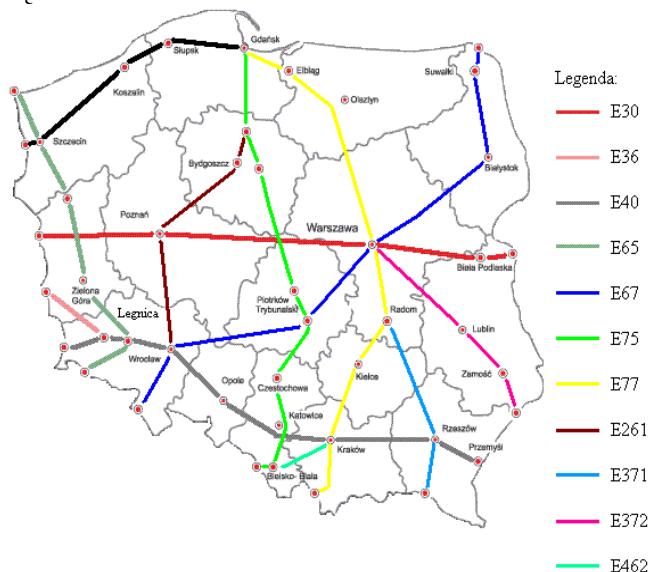 Gdańsk
Słupsk
Elbląg
Suwałki
Koszalin
Olsztyn
Szczecin
Bydgoszcz
Białystok
Poznań
Warszawa
Biała Podlaska
Zielona
Góra
Legnica
Piotrków
Trybunalski
Radom
Lublin
Wrocław
Opole
Częstochowa
Kielce
Zamość
Katowice
Kraków
Rzeszów
Przemyśl
Bielsko- Biała
Legenda:
E30
E36
E40
E65
E67
E75
E77
E261
E371
E372
E462